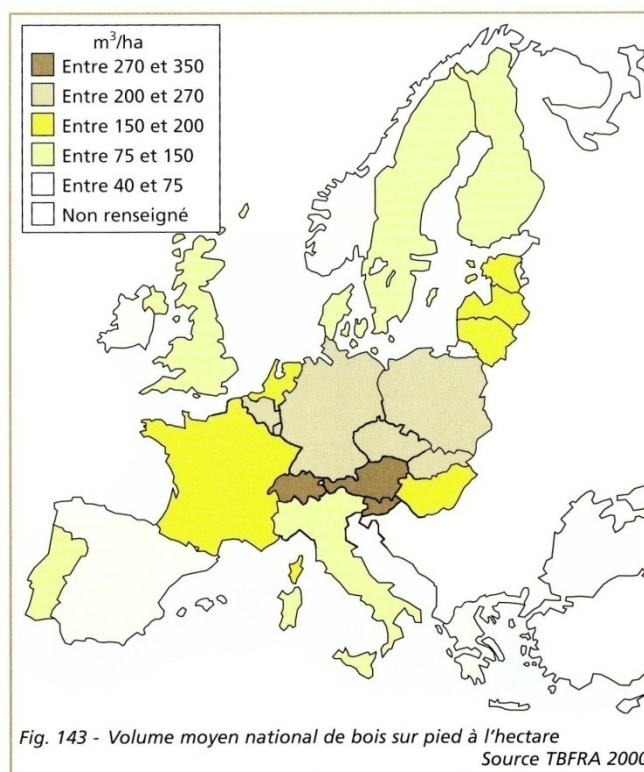 m³/ha
Entre 270 et 350
Entre 200 et 270
Entre 150 et 200
Entre 75 et 150
Entre 40 et 75
Non renseigné
Fig. 143 - Volume moyen national de bois sur pied à l'hectare
Source TBFRA 2000